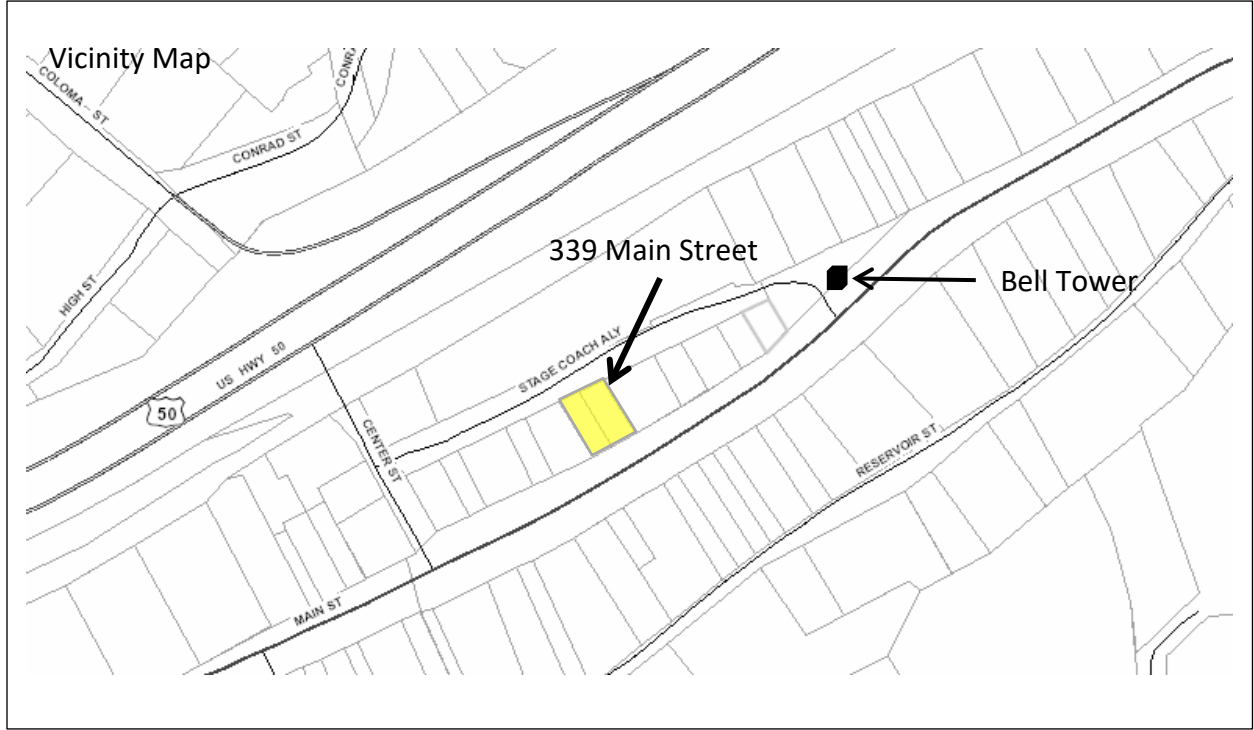 Vicinity Map
COLOMA ST
CONRAD ST
CONRA
HIGH ST
US HWY 50
50
339 Main Street
Bell Tower
STAGE COACH ALY
CENTER ST
RESERVOIR ST
MAIN ST